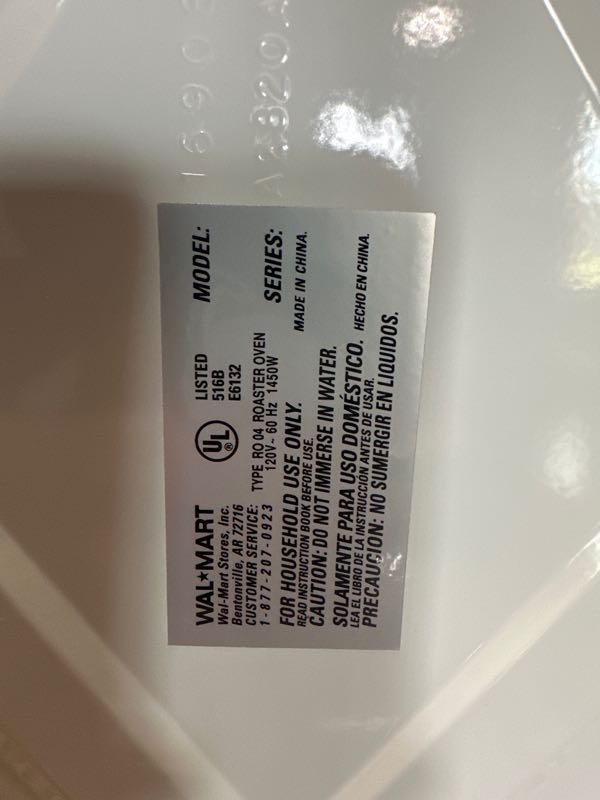 WAL★MART
Wal-Mart Stores, Inc.
Bentonville, AR 72716
CUSTOMER SERVICE:
1-877-207-0923
UL
®
LISTED
516B
E6132
MODEL:
TYPE RO 04 ROASTER OVEN
120V~ 60 Hz 1450W
SERIES:
FOR HOUSEHOLD USE ONLY.
READ INSTRUCTION BOOK BEFORE USE.
MADE IN CHINA.
CAUTION: DO NOT IMMERSE IN WATER.
SOLAMENTE PARA USO DOMÉSTICO.
HECHO EN CHINA.
LEA EL LIBRO DE LA INSTRUCCIÓN ANTES DE USAR.
PRECAUCIÓN: NO SUMERGIR EN LIQUIDOS.